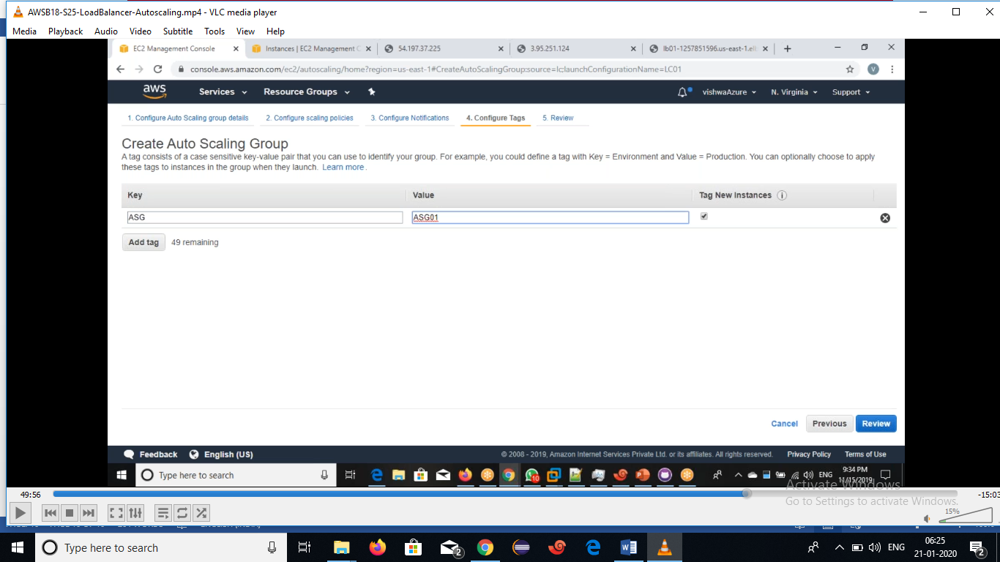 AWSB18-S25-LoadBalancer-Autoscaling.mp4 - VLC media player
Media Playback Audio Video Subtitle Tools View Help
EC2 Management Console Instances | EC2 Management C 54.197.37.225 3.95.251.124 lb01-1257851596.us-east-1.elb
console.aws.amazon.com/ec2/autoscaling/home?region=us-east-1#CreateAutoScalingGroup:source=lc;launchConfigurationName=LC01
V
aws Services Resource Groups vishwaAzure N. Virginia Support
1. Configure Auto Scaling group details 2. Configure scaling policies 3. Configure Notifications 4. Configure Tags 5. Review
Create Auto Scaling Group
A tag consists of a case sensitive key-value pair that you can use to identify your group. For example, you could define a tag with Key = Environment and Value = Production. You can optionally choose to apply
these tags to instances in the group when they launch. Learn more.
Key Value Tag New Instances i
ASG ASG01
Add tag 49 remaining
Cancel Previous Review
Feedback English (US) © 2008 - 2019, Amazon Internet Services Private Ltd. or its affiliates. All rights reserved. Privacy Policy Terms of Use
Type here to search 10 ENG 9:34 PM
11/15/2019
Activate Windows
49:56 -15:03
Go to Settings to activate Windows.
15%
Type here to search 2 ENG 06:25
21-01-2020 2